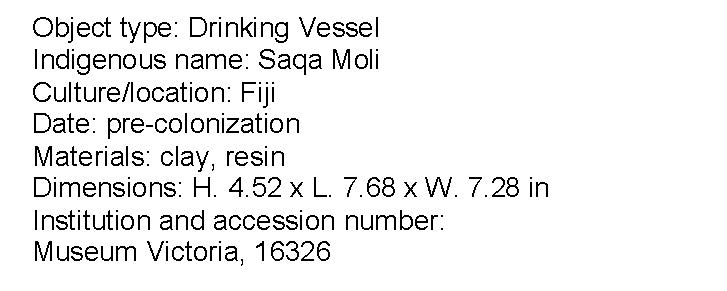 Object type: Drinking Vessel
Indigenous name: Saqa Moli
Culture/location: Fiji
Date: pre-colonization
Materials: clay, resin
Dimensions: H. 4.52 x L. 7.68 x W. 7.28 in
Institution and accession number:
Museum Victoria, 16326